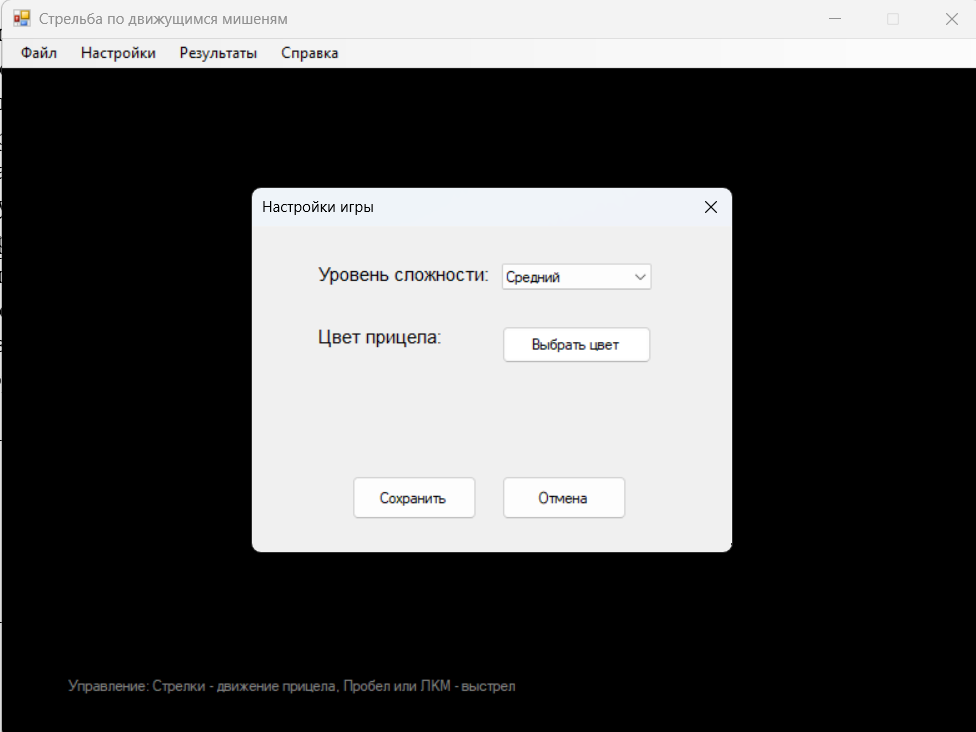 Стрельба по движущимся мишеням
Файл Настройки Результаты Справка
Настройки игры
Уровень сложности: Средний
Цвет прицела: Выбрать цвет
Сохранить Отмена
Управление: Стрелки - движение прицела, Пробел или ЛКМ - выстрел